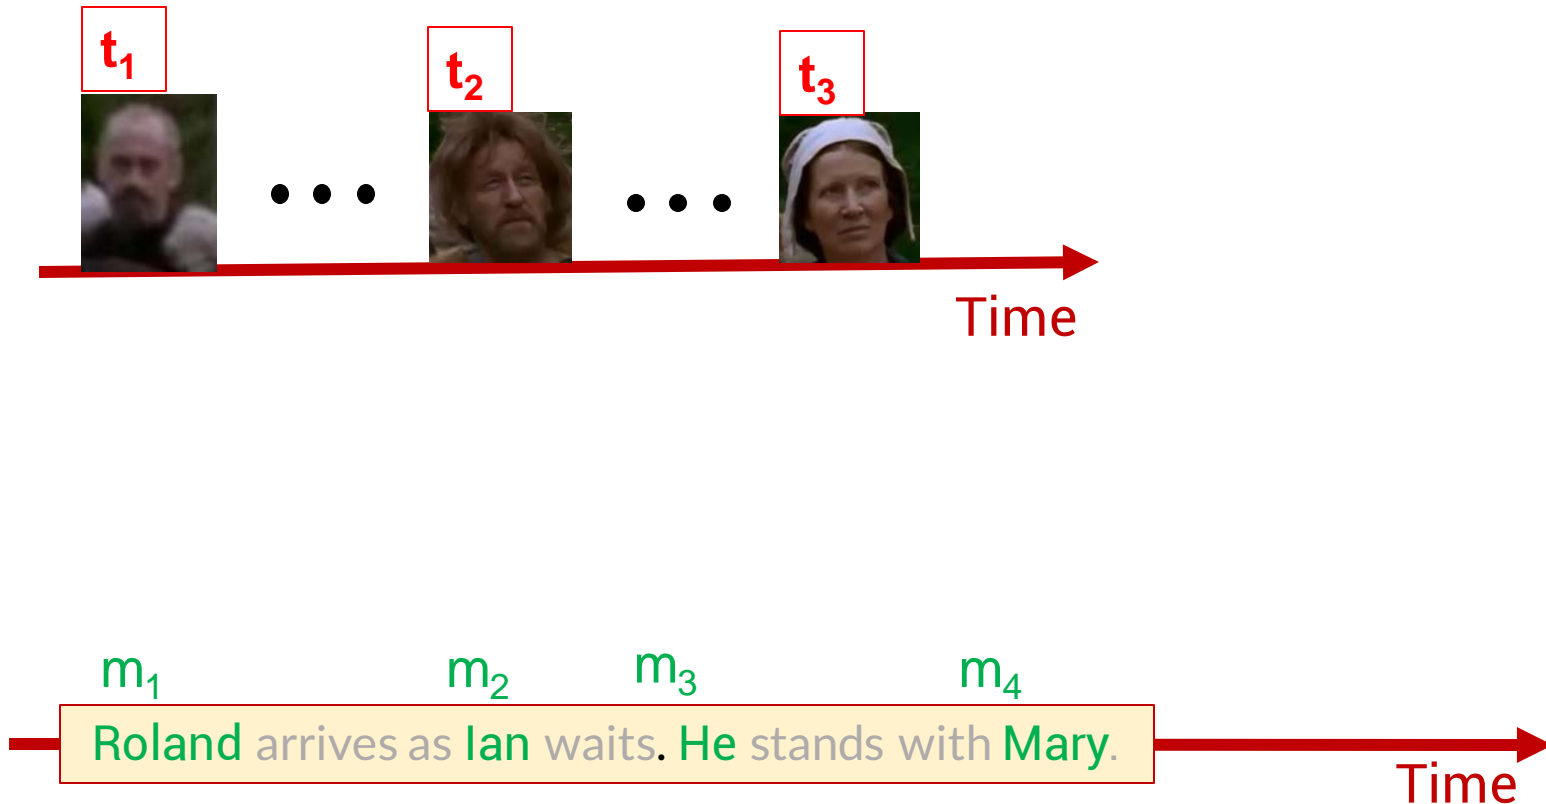 t₁ t₂ t₃
Time
m₁ m₂ m₃ m₄
Roland arrives as Ian waits. He stands with Mary.
Time